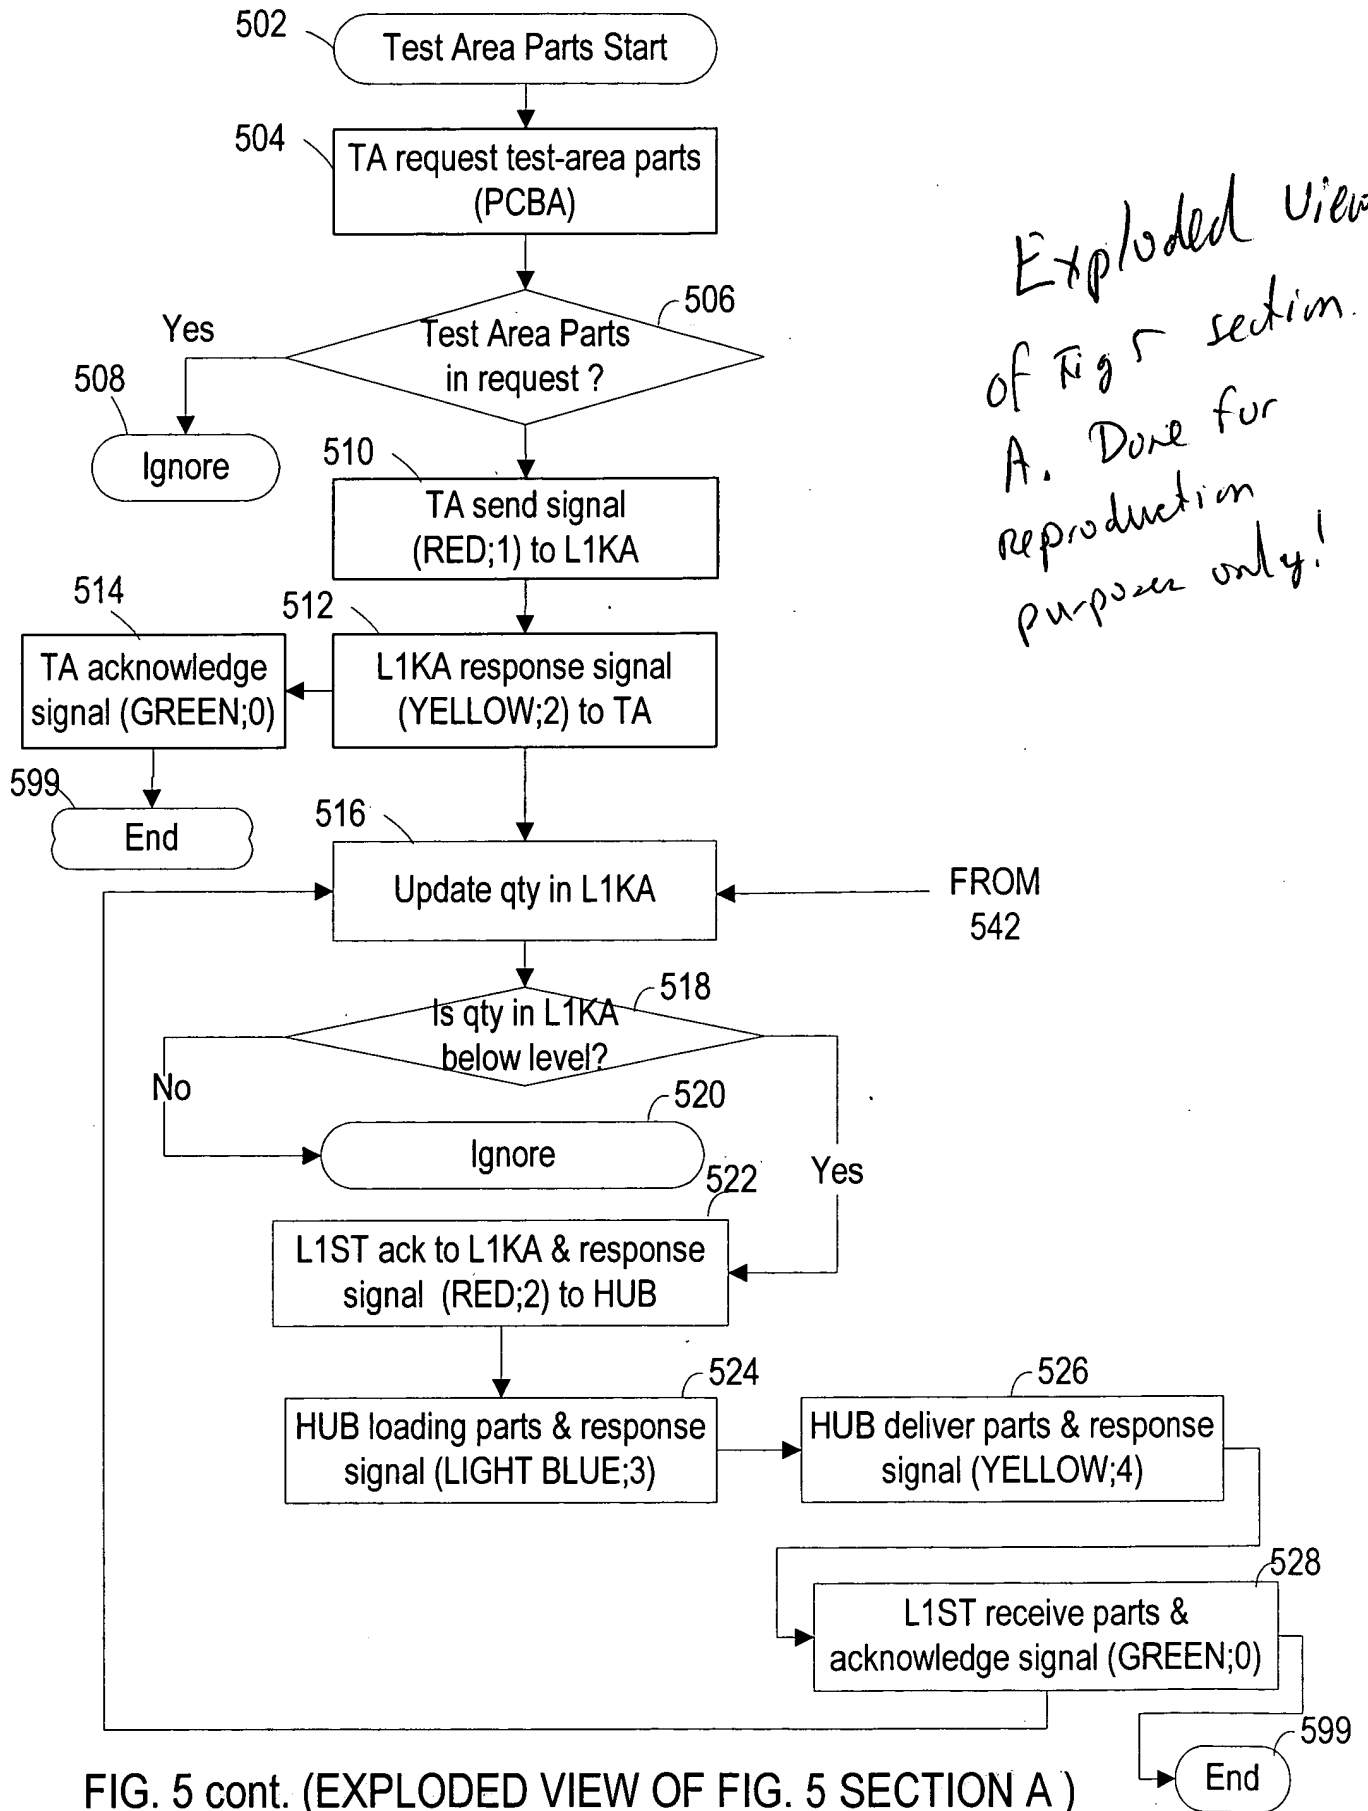 502
Test Area Parts Start
504
TA request test-area parts
(PCBA)
Exploded View
of Fig 5 section
A. Done for
reproduction
purposes only!
506
Test Area Parts
in request ?
Yes
508
Ignore
510
TA send signal
(RED;1) to L1KA
514
512
TA acknowledge
signal (GREEN;0)
L1KA response signal
(YELLOW;2) to TA
599
End
516
Update qty in L1KA
FROM
542
518
Is qty in L1KA
below level?
No
520
Ignore
Yes
522
L1ST ack to L1KA & response
signal (RED;2) to HUB
524
HUB loading parts & response
signal (LIGHT BLUE;3)
526
HUB deliver parts & response
signal (YELLOW;4)
528
L1ST receive parts &
acknowledge signal (GREEN;0)
599
End
FIG. 5 cont. (EXPLODED VIEW OF FIG. 5 SECTION A )